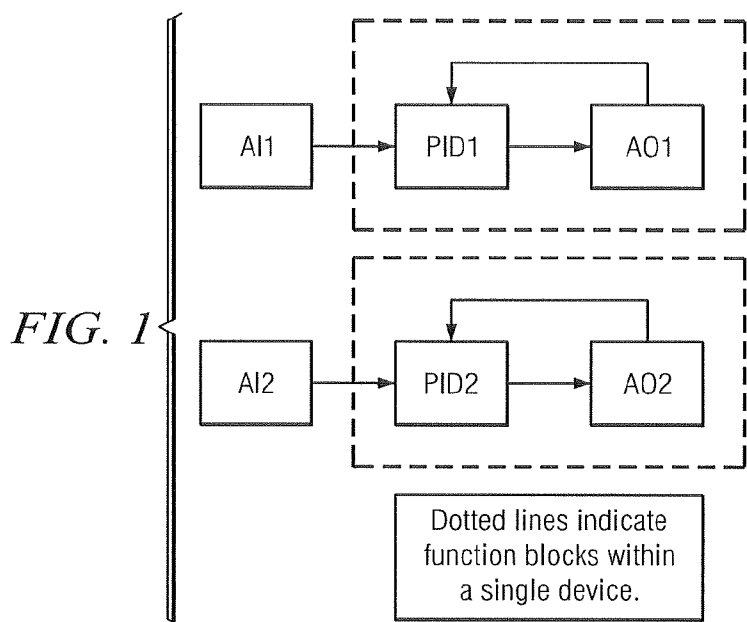 AI1
PID1
AO1
FIG. 1
AI2
PID2
AO2
Dotted lines indicate
function blocks within
a single device.